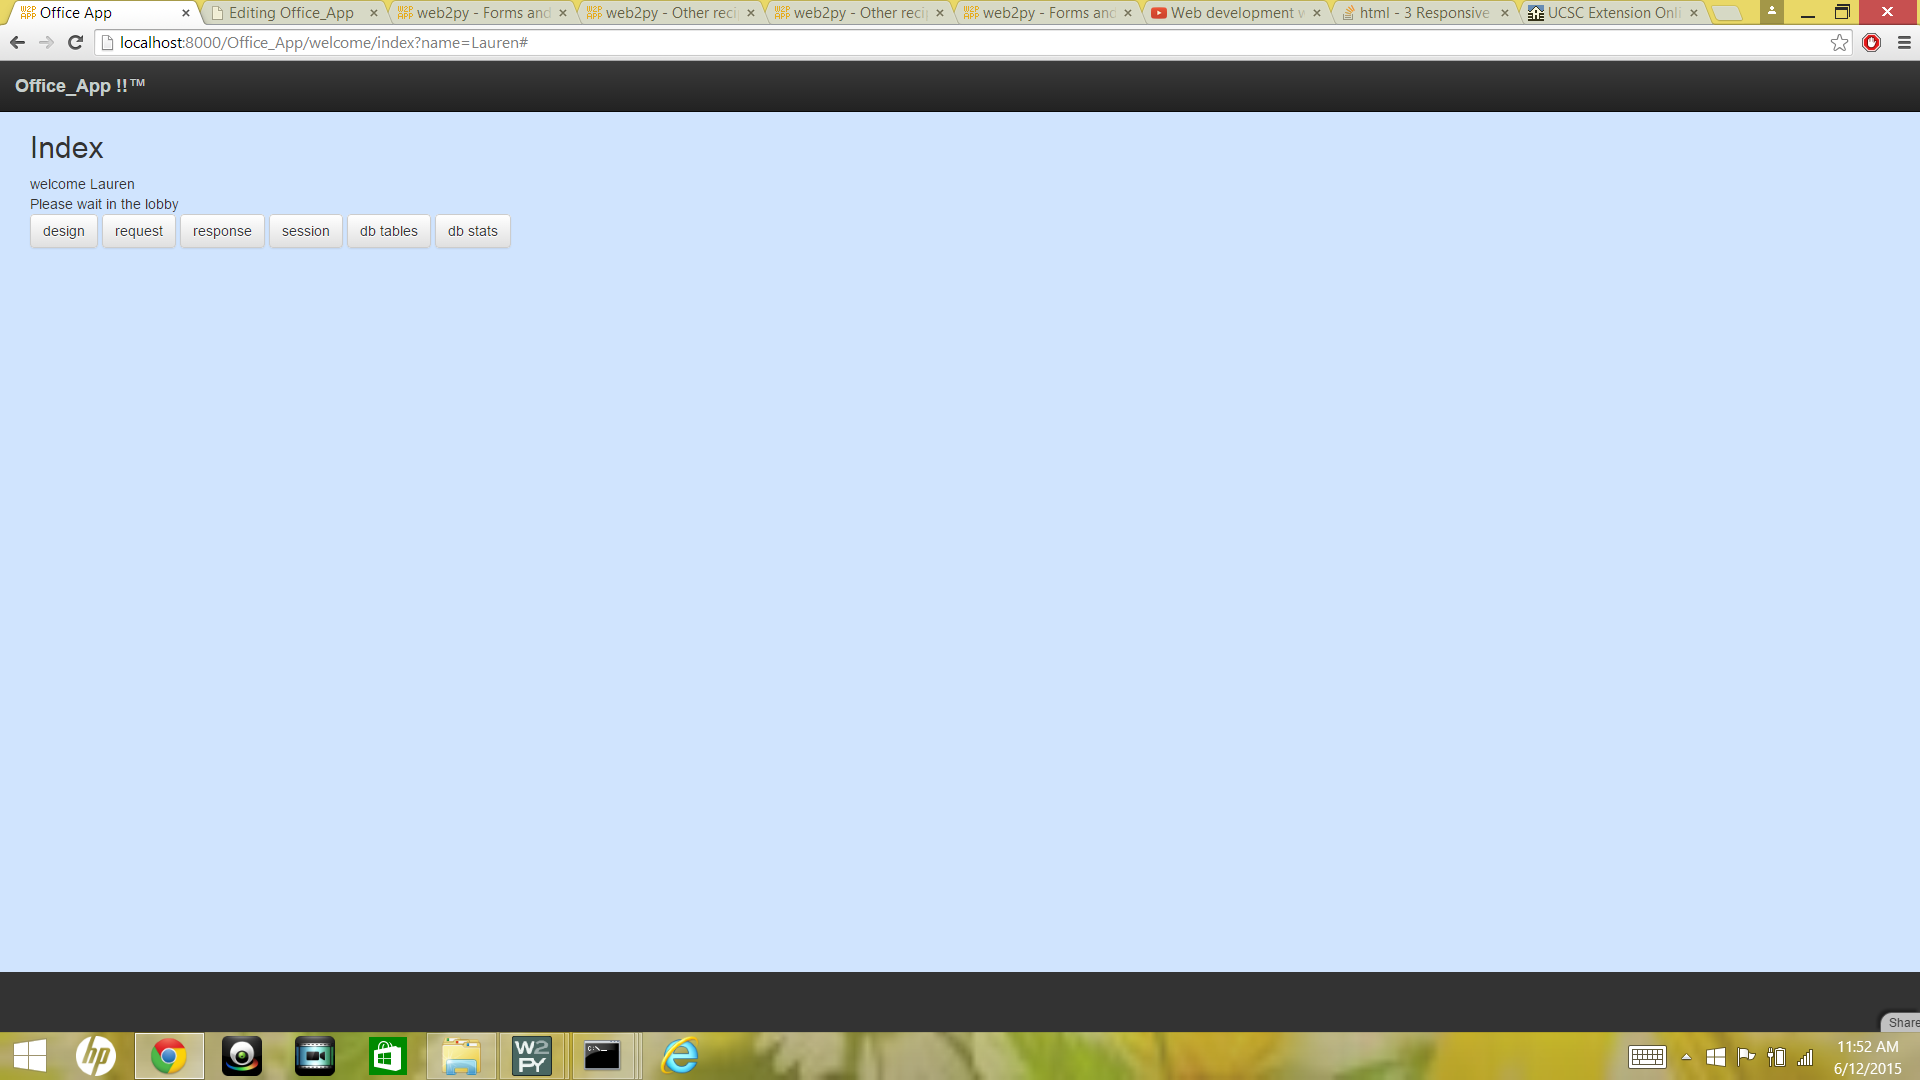 Office App
Editing Office_App
web2py - Forms and
web2py - Other reci
web2py - Other reci
web2py - Forms and
Web development w
html - 3 Responsive
UCSC Extension Onli
localhost:8000/Office_App/welcome/index?name=Lauren#
Office_App !!™
Index
welcome Lauren
Please wait in the lobby
design request response session db tables db stats
Share
hp
W2
PY
C:\_
11:52 AM
6/12/2015